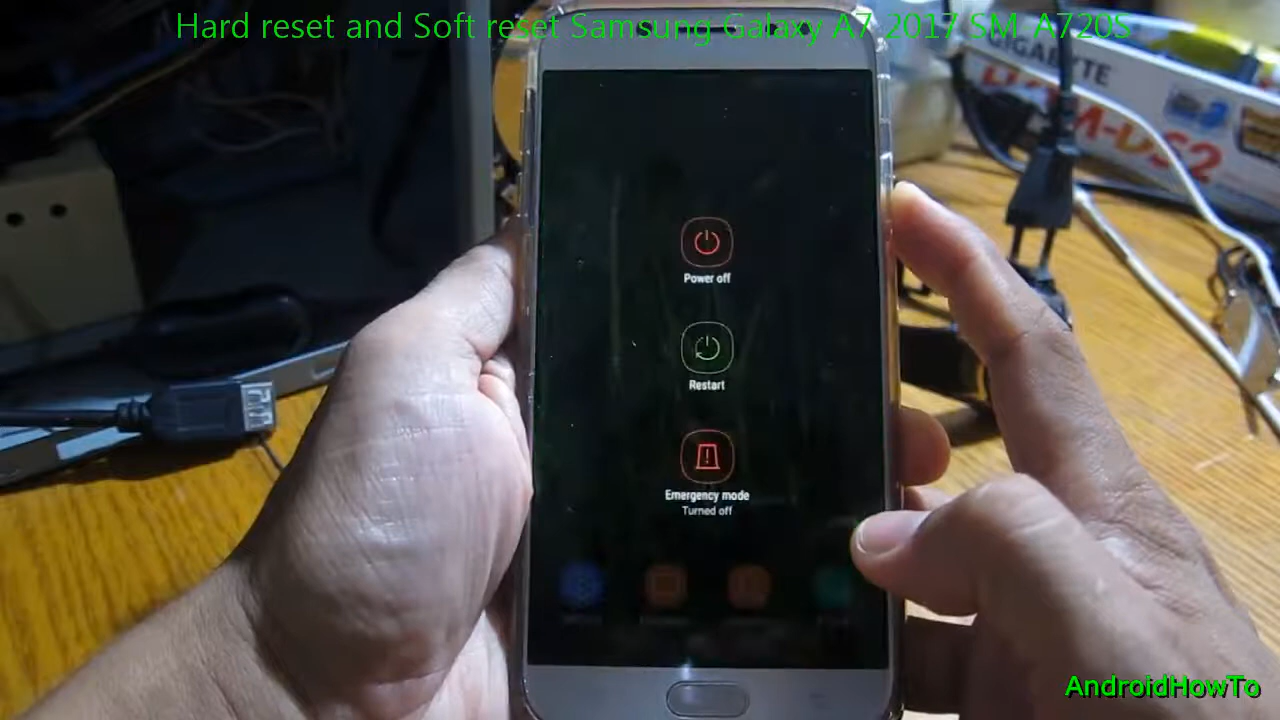 Hard reset and Soft reset Samsung Galaxy A7 2017 SM-A720S
GIGABYTE
Power off
Restart
Emergency mode
Turned off
AndroidHowTo